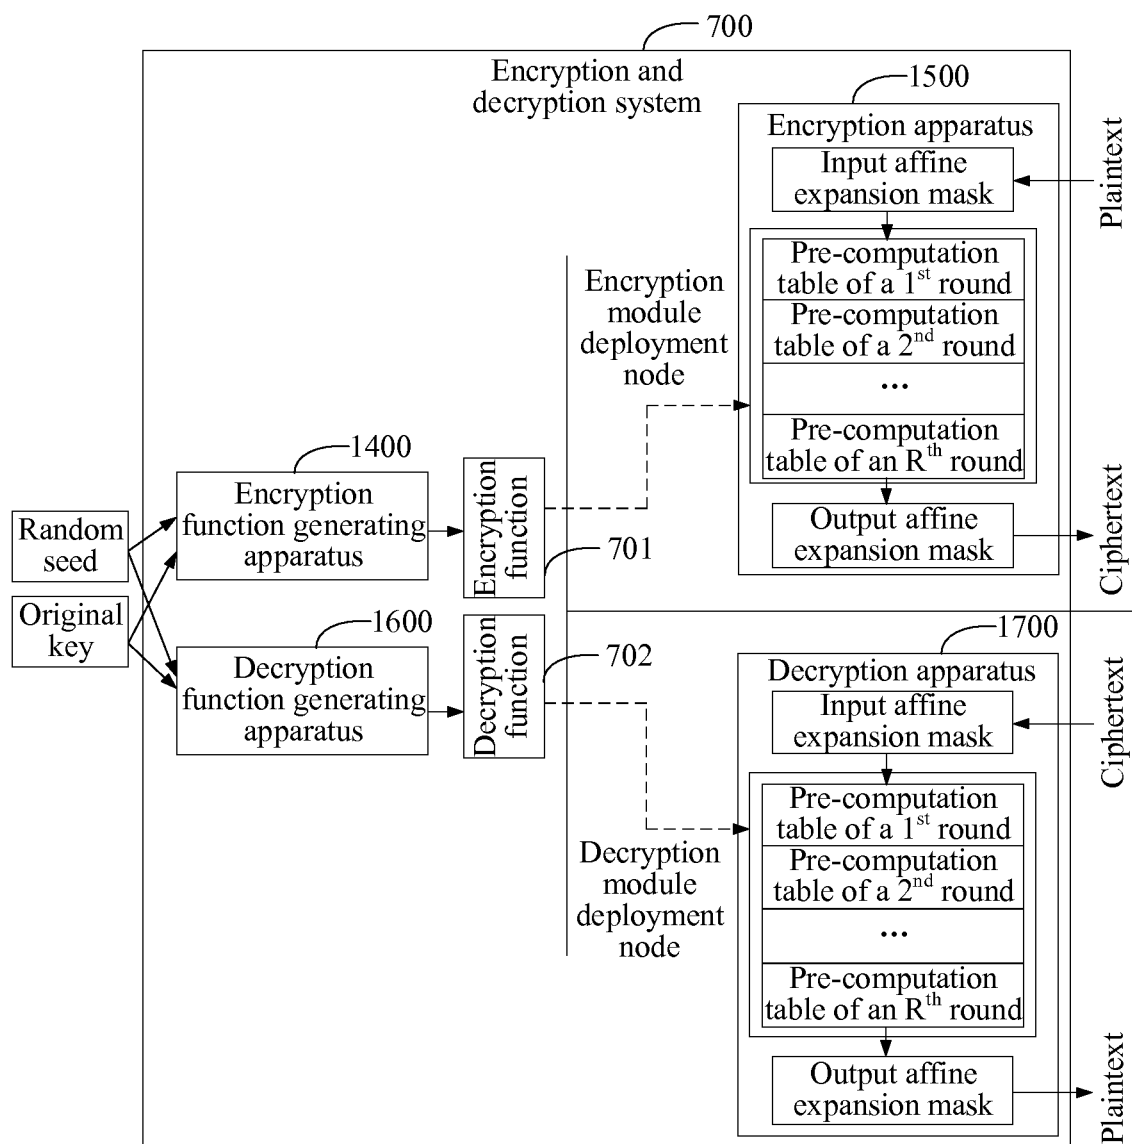 700
Encryption and
decryption system
1500
Encryption apparatus
Input affine
expansion mask
Plaintext
Pre-computation
table of a 1st round
Pre-computation
table of a 2nd round
...
Pre-computation
table of an Rth round
Output affine
expansion mask
Ciphertext
Encryption
module
deployment
node
1400
Encryption
function generating
apparatus
Encryption
function
701
Random
seed
Original
key
1600
Decryption
function generating
apparatus
Decryption
function
702
Decryption
module
deployment
node
1700
Decryption apparatus
Input affine
expansion mask
Ciphertext
Pre-computation
table of a 1st round
Pre-computation
table of a 2nd round
...
Pre-computation
table of an Rth round
Output affine
expansion mask
Plaintext